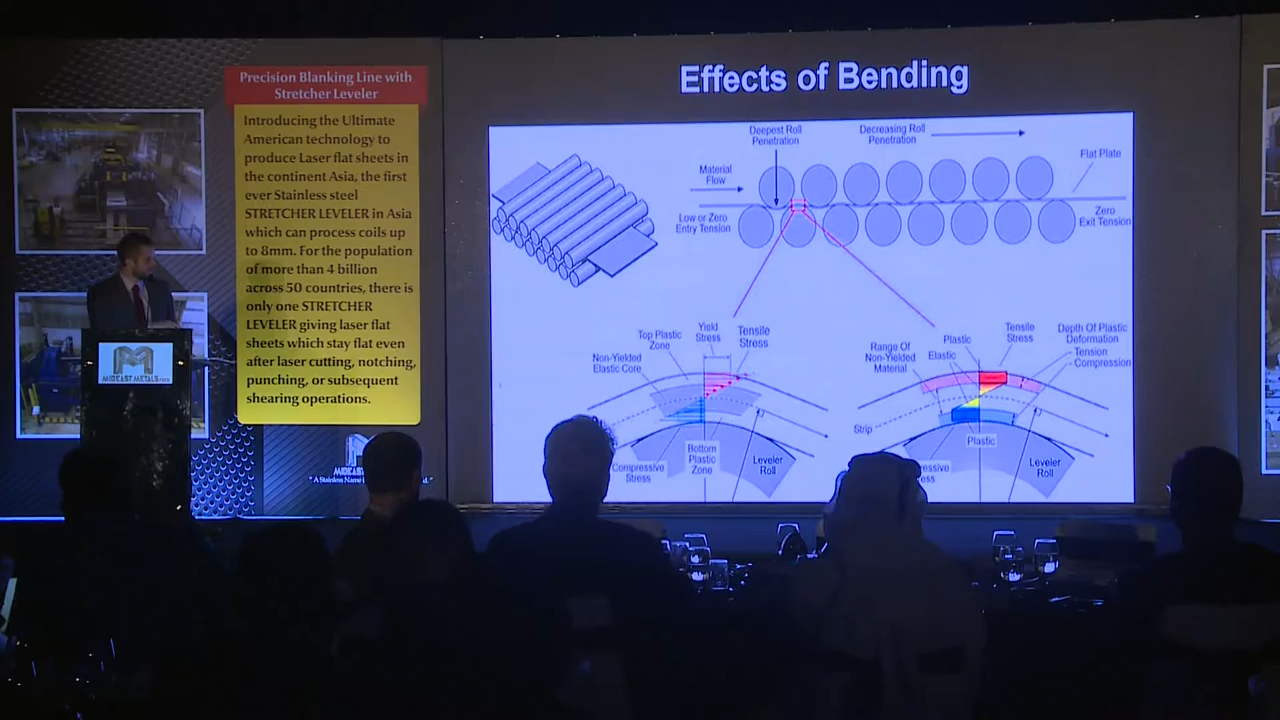 Precision Blanking Line with
Stretcher Leveler
Introducing the Ultimate
American technology to
produce Laser flat sheets in
the continent Asia, the first
ever Stainless steel
STRETCHER LEVELER in Asia
which can process coils up
to 8mm. For the population
of more than 4 billion
across 50 countries, there is
only one STRETCHER
LEVELER giving laser flat
sheets which stay flat even
after laser cutting, notching,
punching, or subsequent
shearing operations.
MIDEAST METALS
MIDEAST
" A Stainless Name
Effects of Bending
Deepest Roll
Penetration
Decreasing Roll
Penetration
Material
Flow
Flat Plate
Low or Zero
Entry Tension
Zero
Exit Tension
Top Plastic
Zone
Yield
Stress
Tensile
Stress
Non-Yielded
Elastic Core
Compressive
Stress
Bottom
Plastic
Zone
Leveler
Roll
Range Of
Non-Yielded
Material
Plastic
Elastic
Tensile
Stress
Depth Of Plastic
Deformation
Tension
Compression
Strip
Plastic
Leveler
Roll